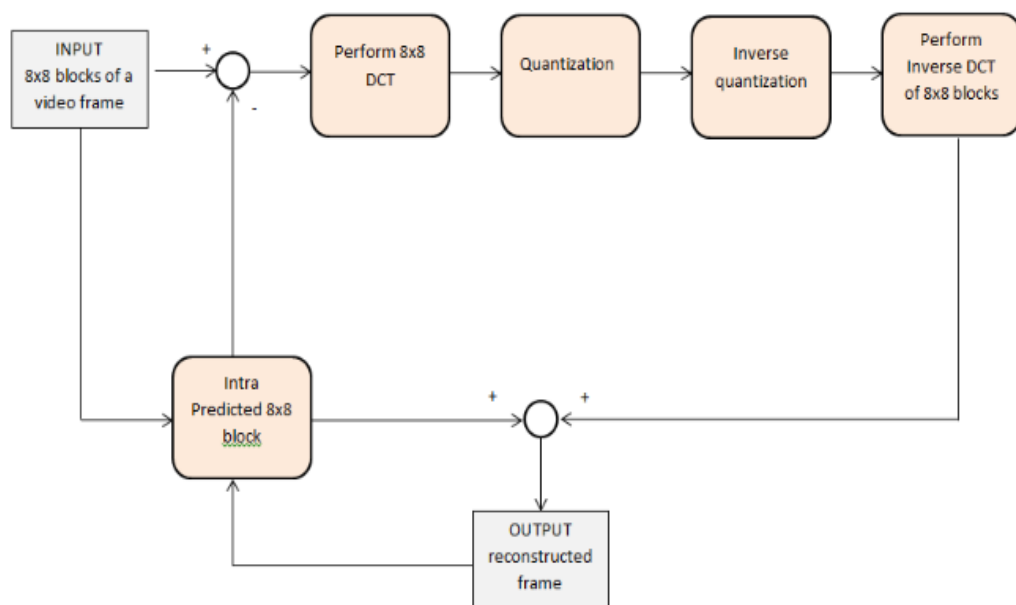 INPUT
8x8 blocks of a
video frame
+
-
Perform 8x8
DCT
Quantization
Inverse
quantization
Perform
Inverse DCT
of 8x8 blocks
Intra
Predicted 8x8
block
+
+
OUTPUT
reconstructed
frame